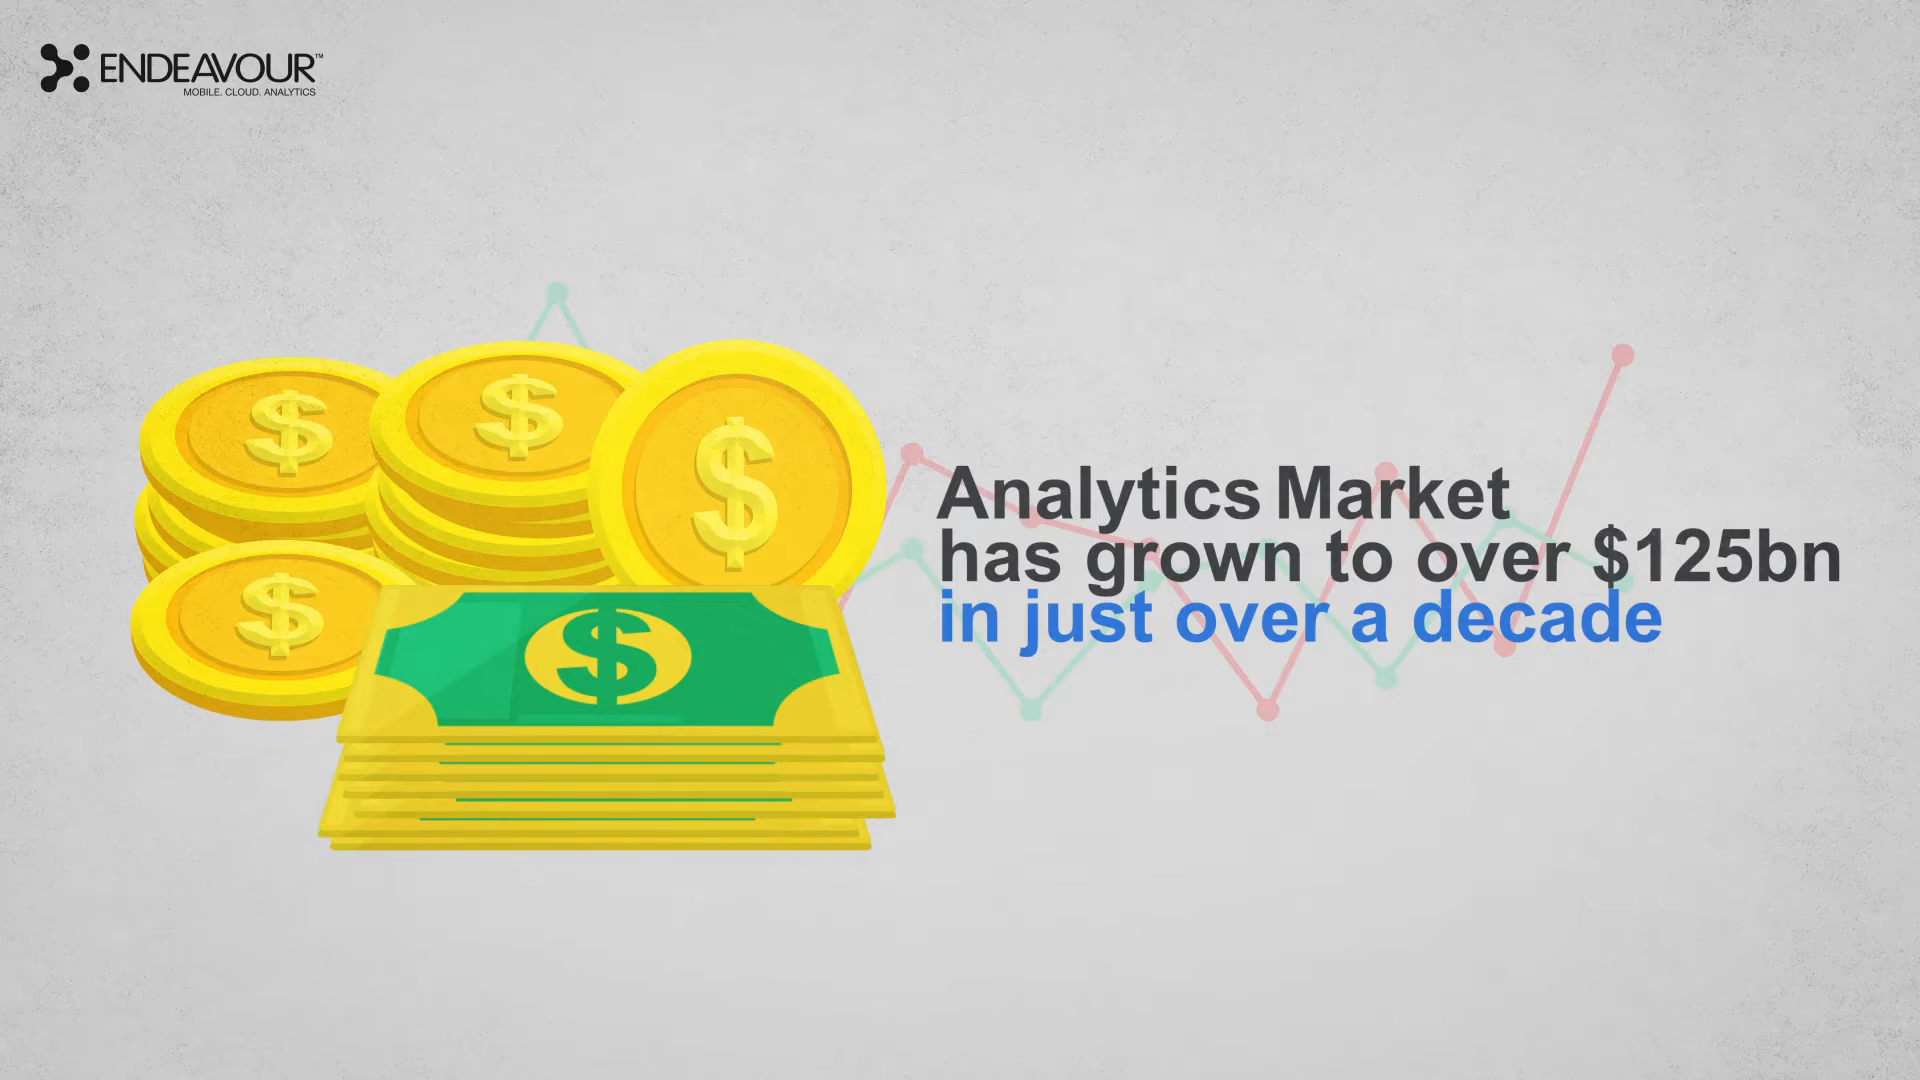 ENDEAVOUR™
MOBILE. CLOUD. ANALYTICS
$ $ $
$
$
Analytics Market
has grown to over $125bn
in just over a decade